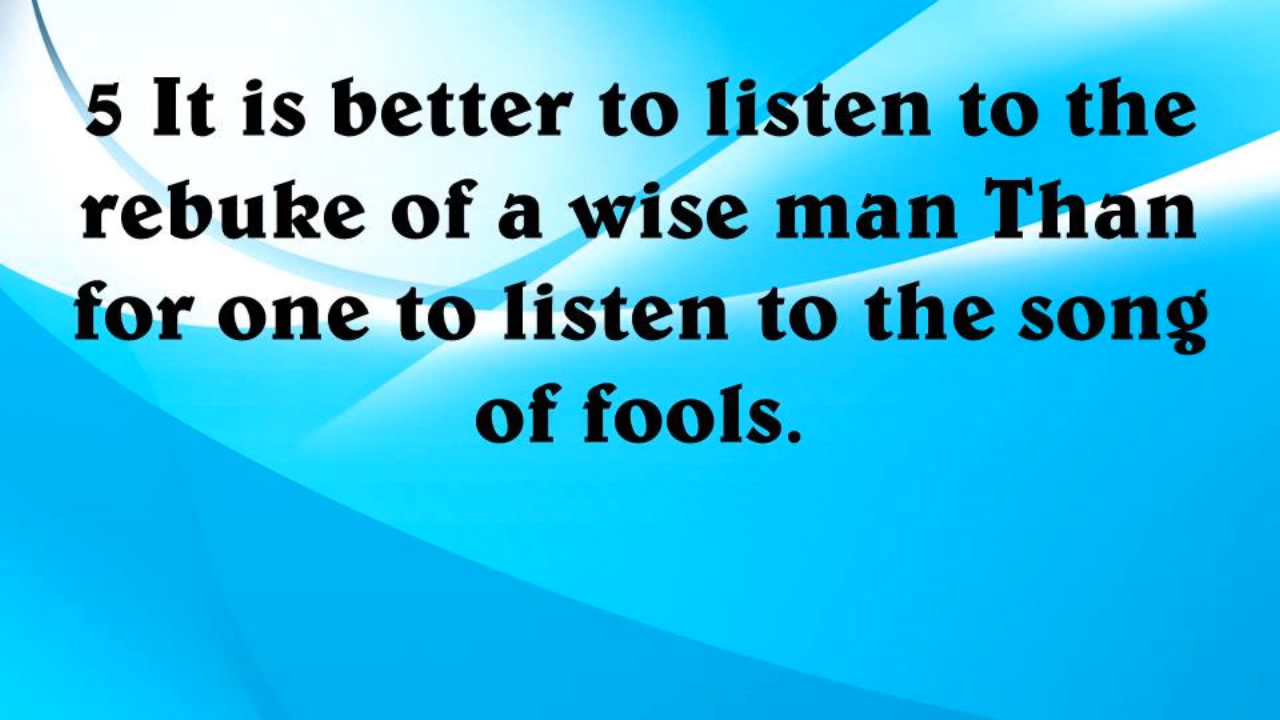 5 It is better to listen to the
rebuke of a wise man Than
for one to listen to the song
of fools.